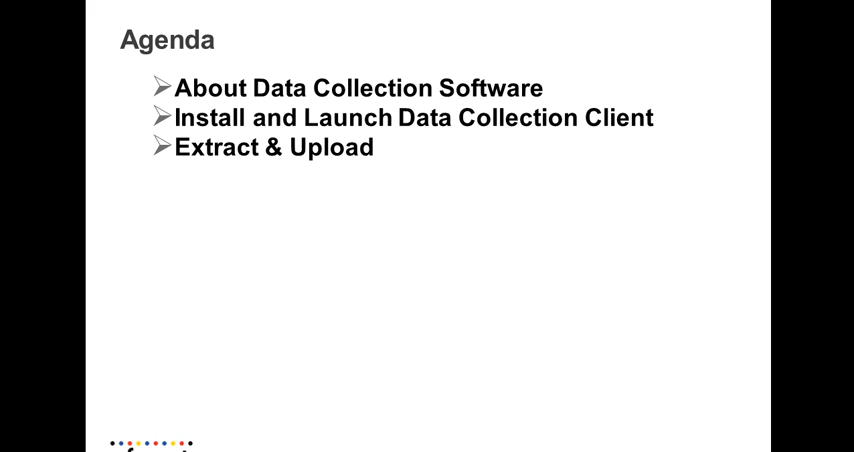 Agenda
About Data Collection Software
Install and Launch Data Collection Client
Extract & Upload